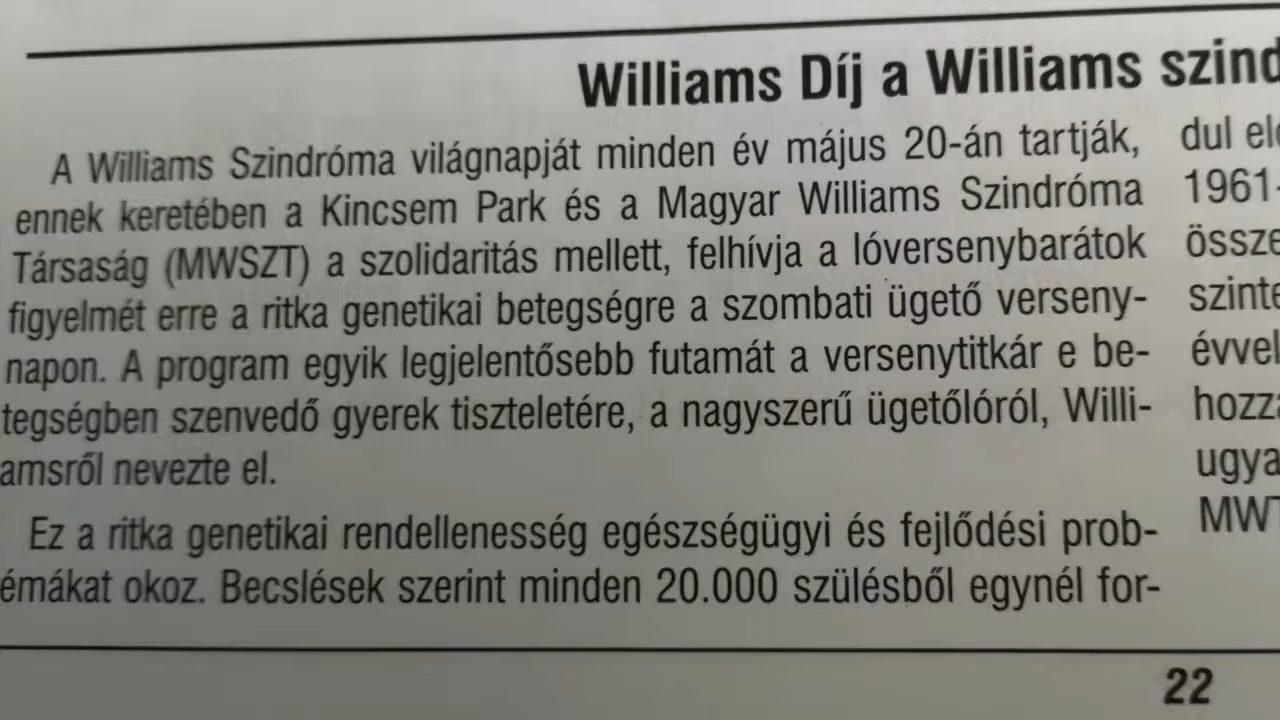 Williams Díj a Williams szind
A Williams Szindróma világnapját minden év május 20-án tartják,
ennek keretében a Kincsem Park és a Magyar Williams Szindróma
Társaság (MWSZT) a szolidaritás mellett, felhívja a lóversenybarátok
figyelmét erre a ritka genetikai betegségre a szombati ügető verseny-
napon. A program egyik legjelentősebb futamát a versenytitkár e be-
tegségben szenvedő gyerek tiszteletére, a nagyszerű ügetőlóról, Willi-
amsről nevezte el.
Ez a ritka genetikai rendellenesség egészségügyi és fejlődési prob-
émákat okoz. Becslések szerint minden 20.000 szülésből egynél for-
dul el
1961
össze
szinte
évvel
hozz
ugya
MWT
22